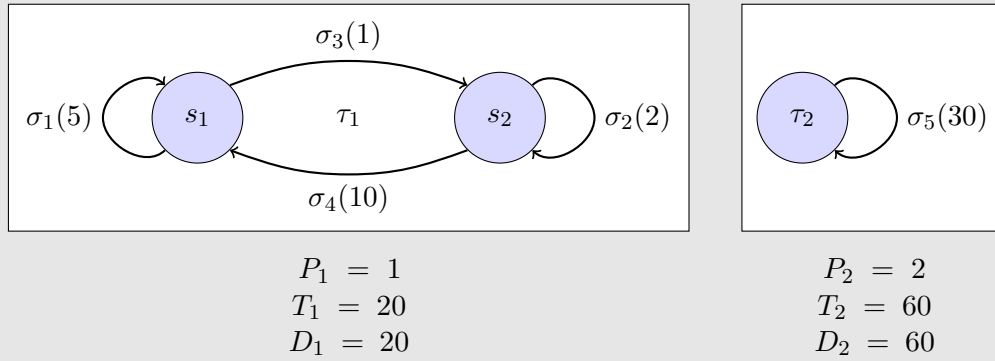 σ₃(1)
σ₁(5) s₁ τ₁ s₂ σ₂(2)
σ₄(10)
τ₂ σ₅(30)
P₁ = 1
T₁ = 20
D₁ = 20
P₂ = 2
T₂ = 60
D₂ = 60